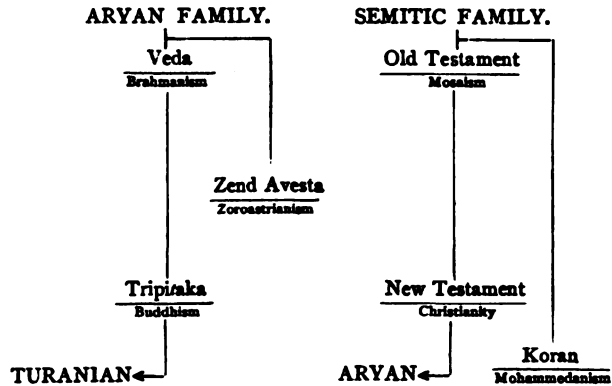 ARYAN FAMILY.
Veda
Brahmanism
Zend Avesta
Zoroastrianism
Tripitaka
Buddhism
TURANIAN
SEMITIC FAMILY.
Old Testament
Mosaism
New Testament
Christianity
ARYAN
Koran
Mohammedanism